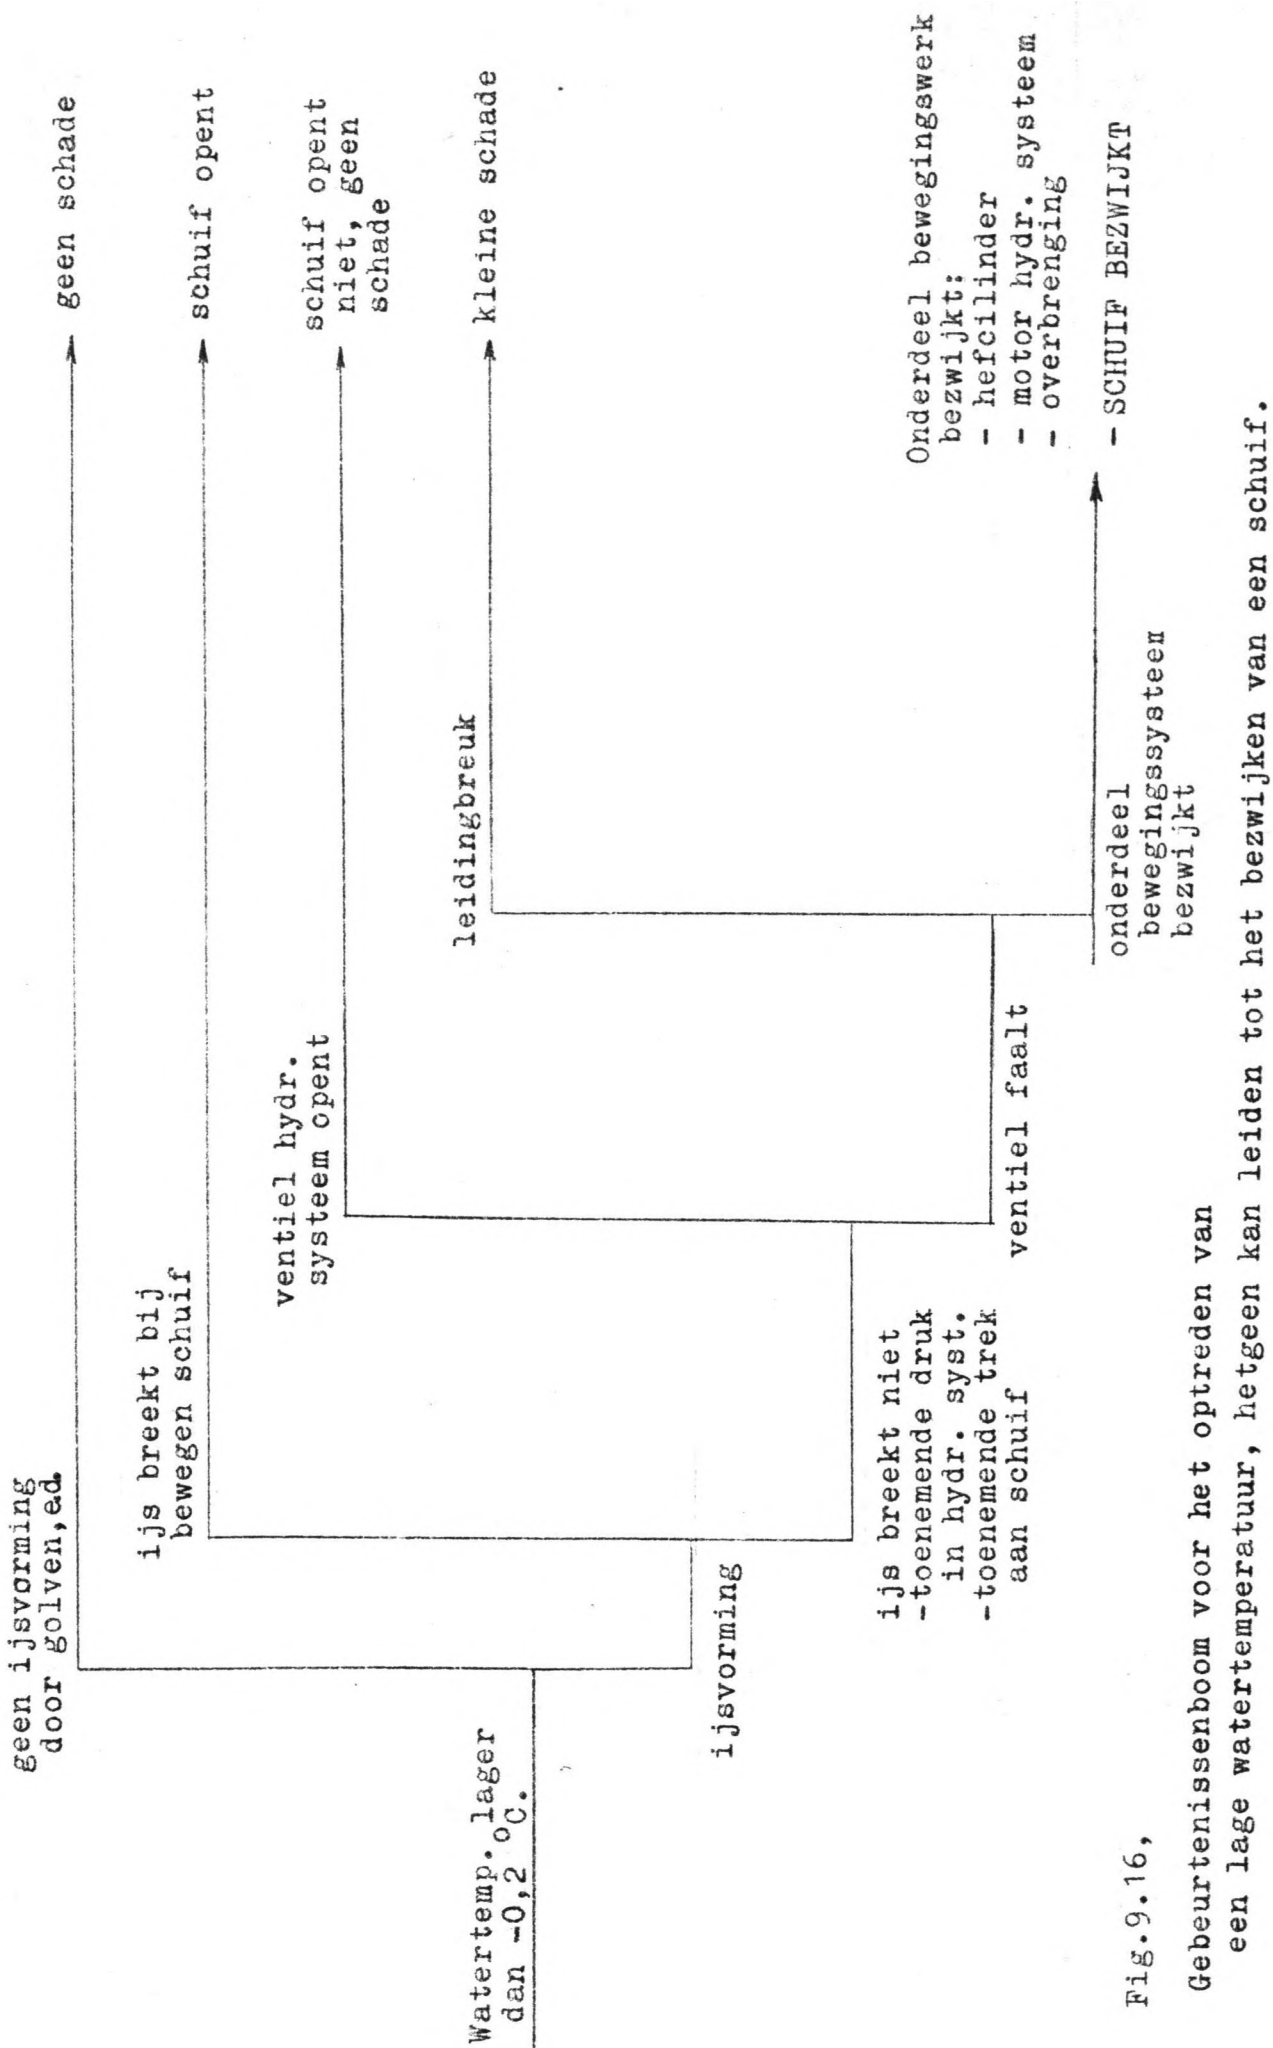 geen ijsvorming
door golven,ed.
geen schade
ijs breekt bij
bewegen schuif
schuif opent
ventiel hydr.
systeem opent
schuif opent
niet, geen
schade
leidingbreuk
kleine schade
Watertemp. lager
dan -0,2 °C.
ijsvorming
ijs breekt niet
-toenemende druk
in hydr. syst.
-toenemende trek
aan schuif
ventiel faalt
onderdeel
bewegingssysteem
bezwijkt
Onderdeel bewegingswerk
bezwijkt:
- hefcilinder
- motor hydr. systeem
- overbrenging
- SCHUIF BEZWIJKT
Fig.9.16,
Gebeurtenissenboom voor het optreden van
een lage watertemperatuur, hetgeen kan leiden tot het bezwijken van een schuif.